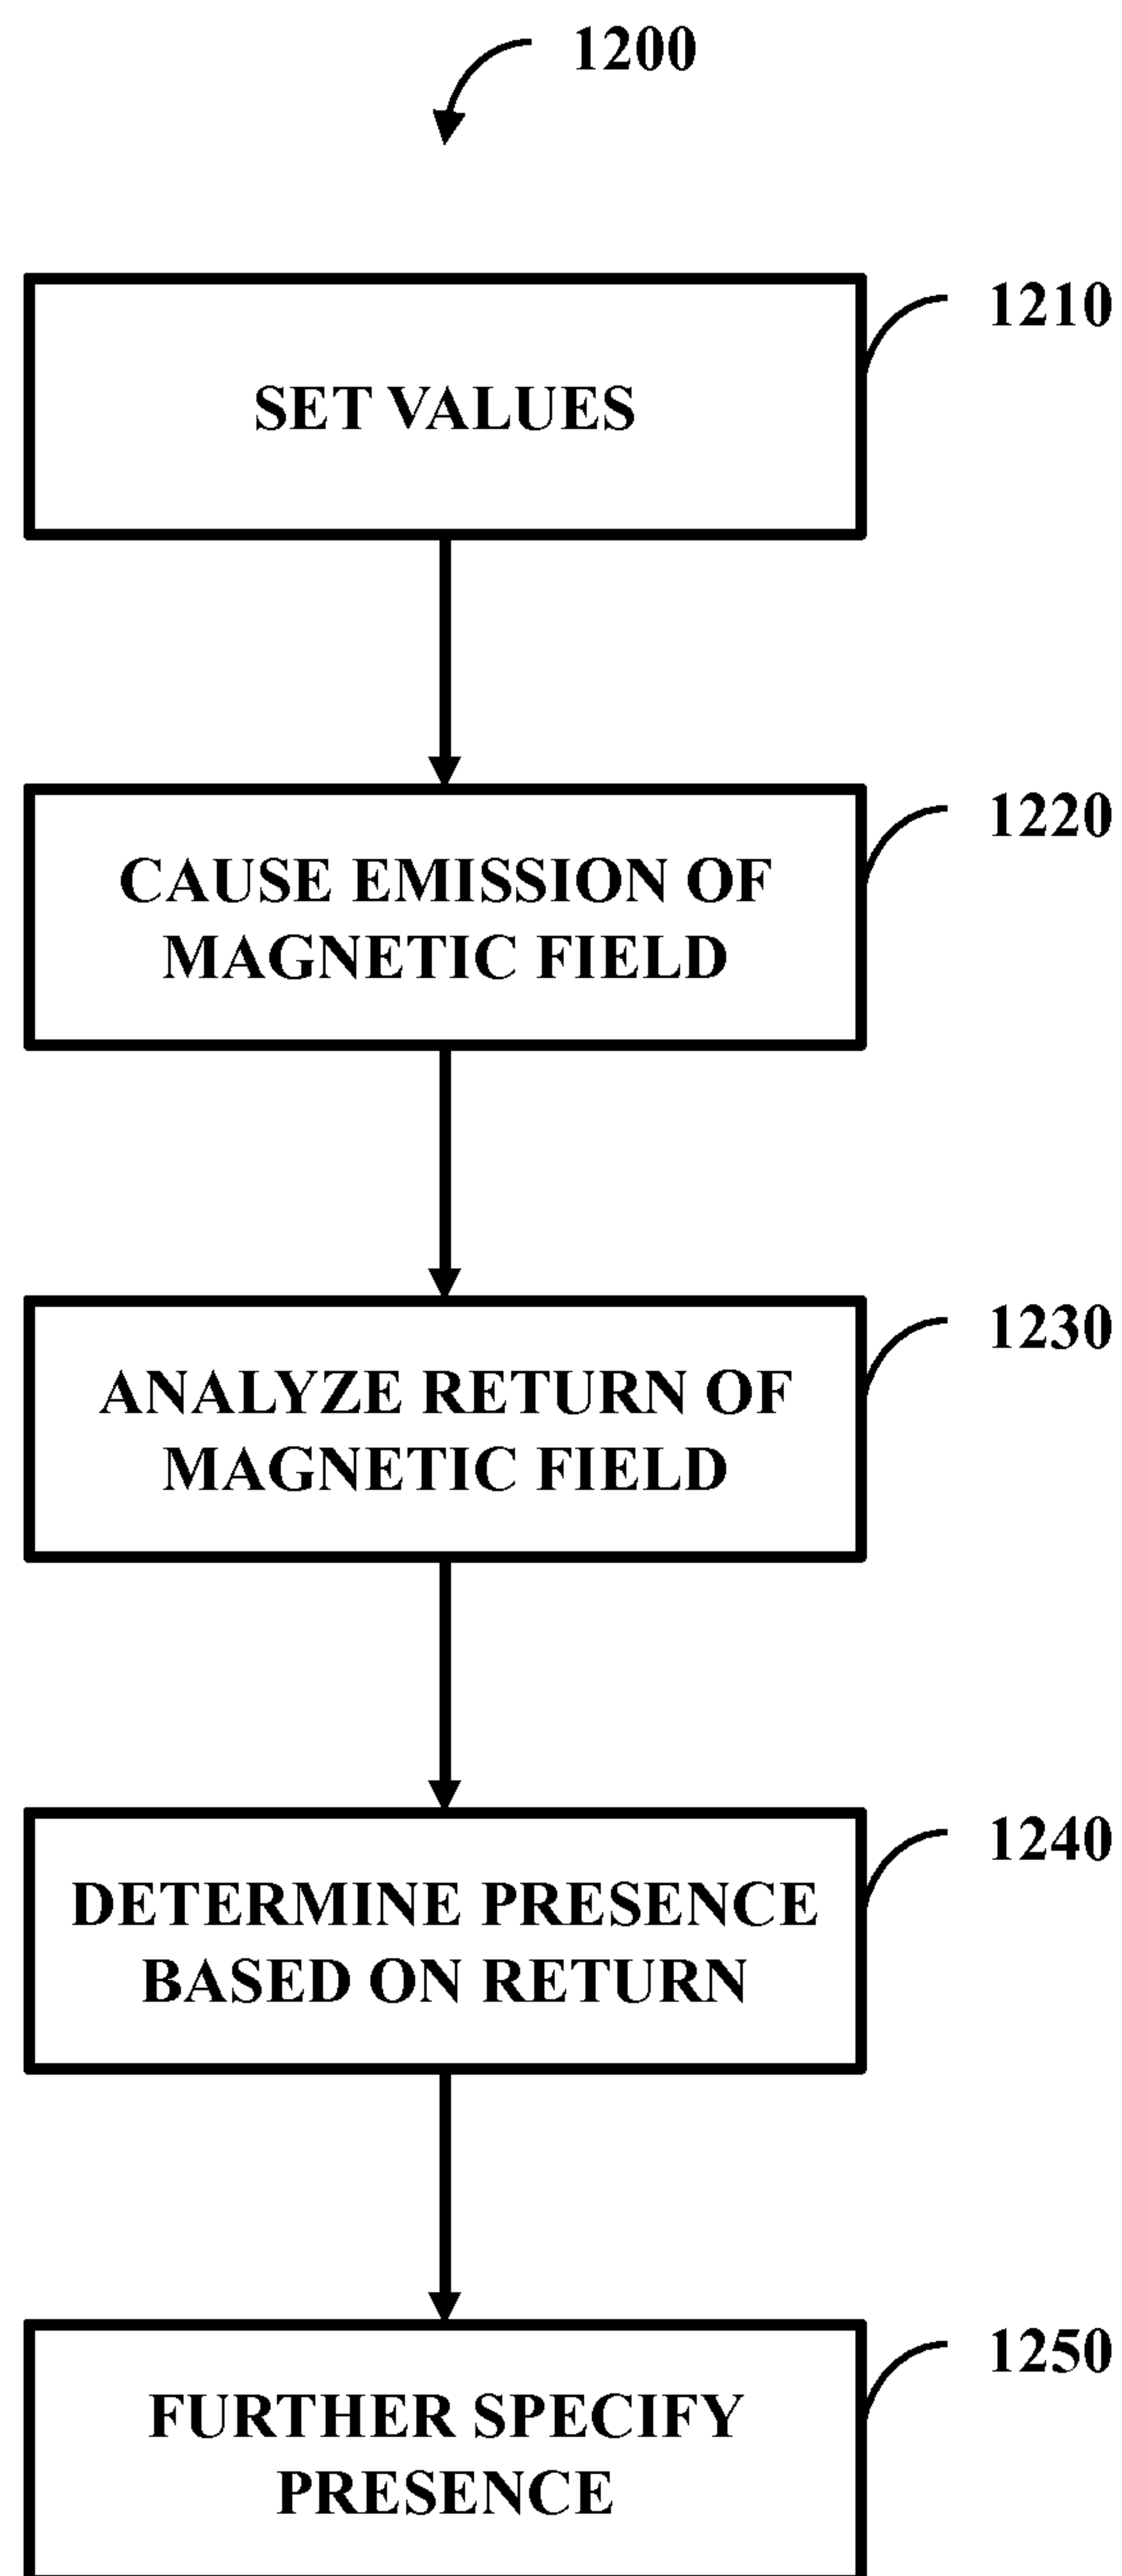 1200
1210
SET VALUES
1220
CAUSE EMISSION OF
MAGNETIC FIELD
1230
ANALYZE RETURN OF
MAGNETIC FIELD
1240
DETERMINE PRESENCE
BASED ON RETURN
1250
FURTHER SPECIFY
PRESENCE